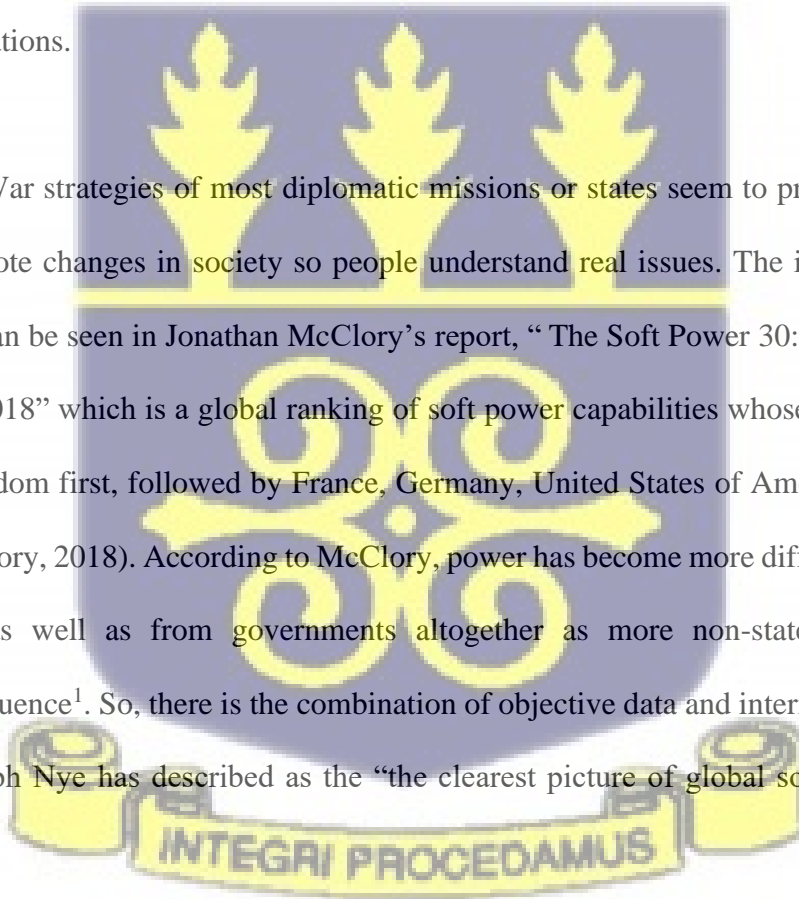 ations.
War strategies of most diplomatic missions or states seem to pr
ote changes in society so people understand real issues. The i
an be seen in Jonathan McClory’s report, “ The Soft Power 30:
018” which is a global ranking of soft power capabilities whose
dom first, followed by France, Germany, United States of Am
ory, 2018). According to McClory, power has become more diff
s well as from governments altogether as more non-state
uence¹. So, there is the combination of objective data and inter
ph Nye has described as the “the clearest picture of global so
INTEGRI PROCEDAMUS